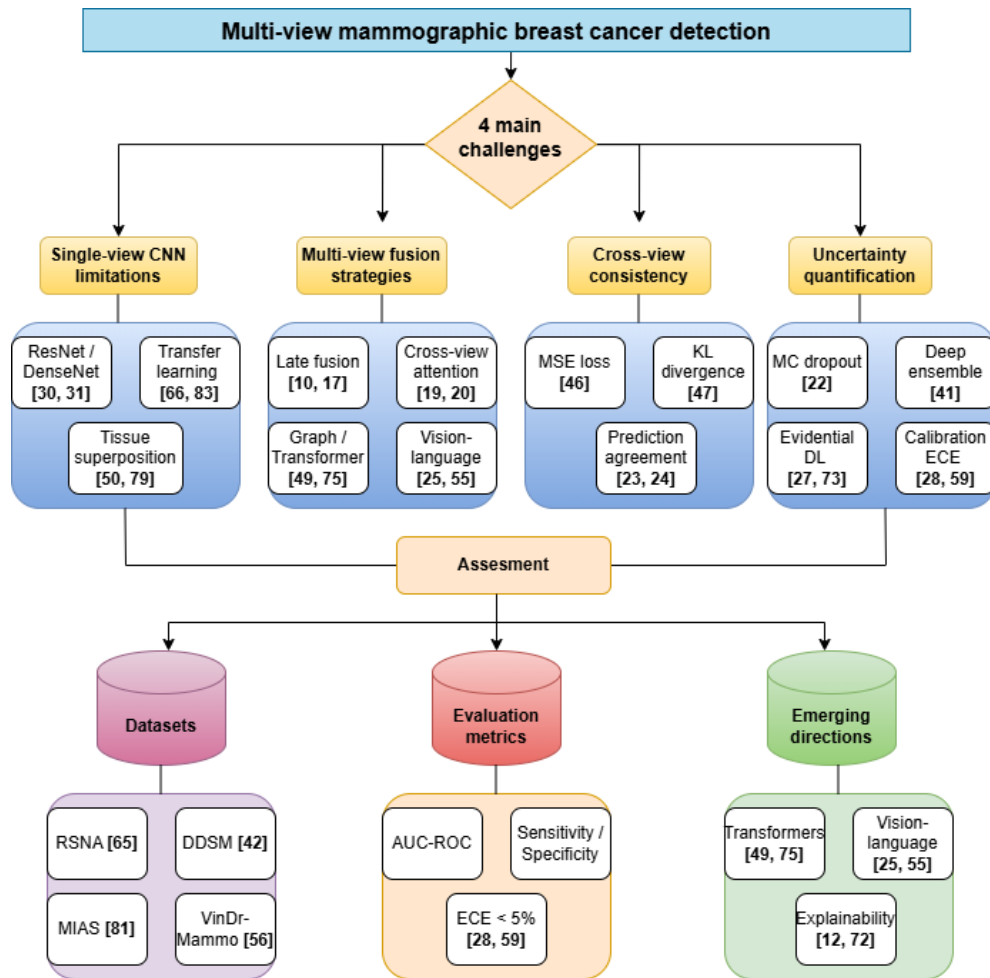 Multi-view mammographic breast cancer detection
4 main
challenges
Single-view CNN
limitations
Multi-view fusion
strategies
Cross-view
consistency
Uncertainty
quantification
ResNet /
DenseNet
[30, 31]
Transfer
learning
[66, 83]
Tissue
superposition
[50, 79]
Late fusion
[10, 17]
Cross-view
attention
[19, 20]
Graph /
Transformer
[49, 75]
Vision-
language
[25, 55]
MSE loss
[46]
KL
divergence
[47]
Prediction
agreement
[23, 24]
MC dropout
[22]
Deep
ensemble
[41]
Evidential
DL
[27, 73]
Calibration
ECE
[28, 59]
Assesment
Datasets
Evaluation
metrics
Emerging
directions
RSNA [65]
DDSM [42]
MIAS [81]
VinDr-
Mammo [56]
AUC-ROC
Sensitivity /
Specificity
ECE < 5%
[28, 59]
Transformers
[49, 75]
Vision-
language
[25, 55]
Explainability
[12, 72]